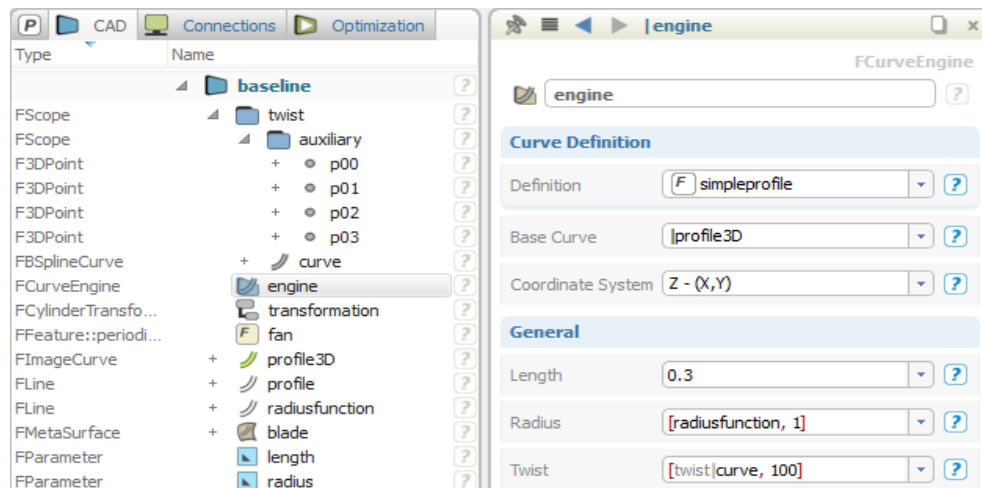 P CAD Connections Optimization
Type Name
baseline ?
FScope twist ?
FScope auxiliary ?
F3DPoint + p00 ?
F3DPoint + p01 ?
F3DPoint + p02 ?
F3DPoint + p03 ?
FBSplineCurve + curve ?
FCurveEngine engine ?
FCylinderTransfo... transformation ?
FFeature::periodi... F fan ?
FImageCurve + profile3D ?
FLine + profile ?
FLine + radiusfunction ?
FMetaSurface + blade ?
FParameter length ?
FParameter radius ?
|engine x
FCurveEngine
engine ?
Curve Definition
Definition F simpleprofile ?
Base Curve |profile3D ?
Coordinate System Z - (X,Y) ?
General
Length 0.3 ?
Radius [radiusfunction, 1] ?
Twist [twist|curve, 100] ?